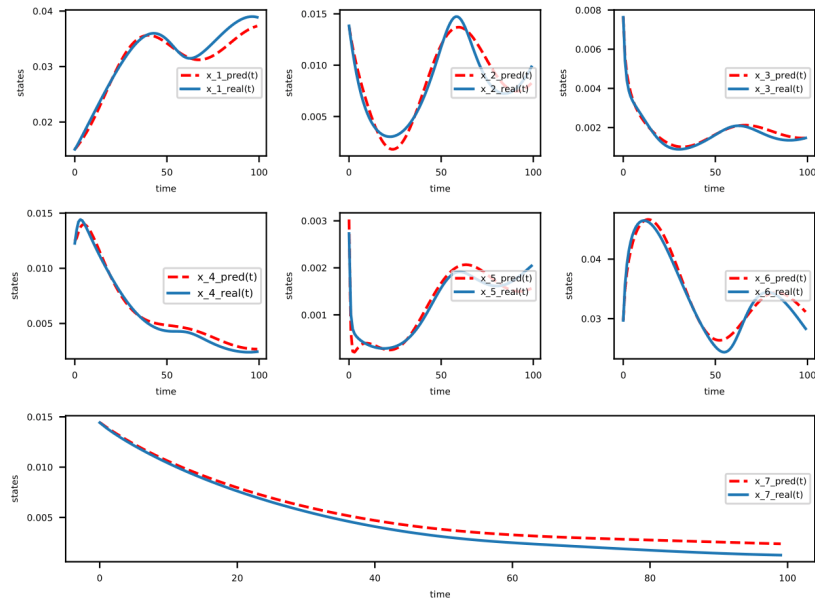 0.04
0.03
0.02
states
x_1_pred(t)
x_1_real(t)
0 50 100
time
0.015
0.010
0.005
states
x_2_pred(t)
x_2_real(t)
0 50 100
time
0.008
0.006
0.004
0.002
states
x_3_pred(t)
x_3_real(t)
0 50 100
time
0.015
0.010
0.005
states
x_4_pred(t)
x_4_real(t)
0 50 100
time
0.003
0.002
0.001
states
x_5_pred(t)
x_5_real(t)
0 50 100
time
0.04
0.03
states
x_6_pred(t)
x_6_real(t)
0 50 100
time
0.015
0.010
0.005
states
x_7_pred(t)
x_7_real(t)
0 20 40 60 80 100
time